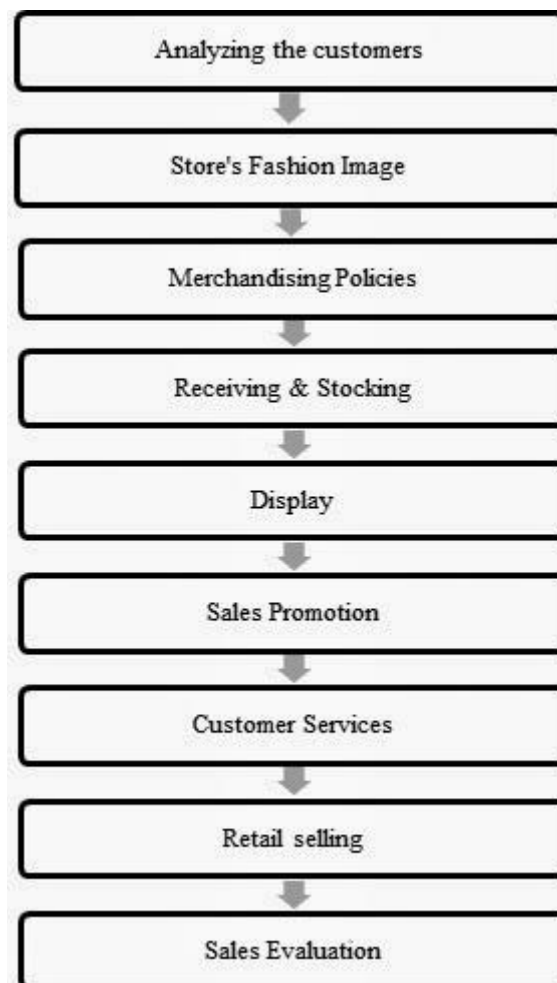 Analyzing the customers
Store's Fashion Image
Merchandising Policies
Receiving & Stocking
Display
Sales Promotion
Customer Services
Retail selling
Sales Evaluation